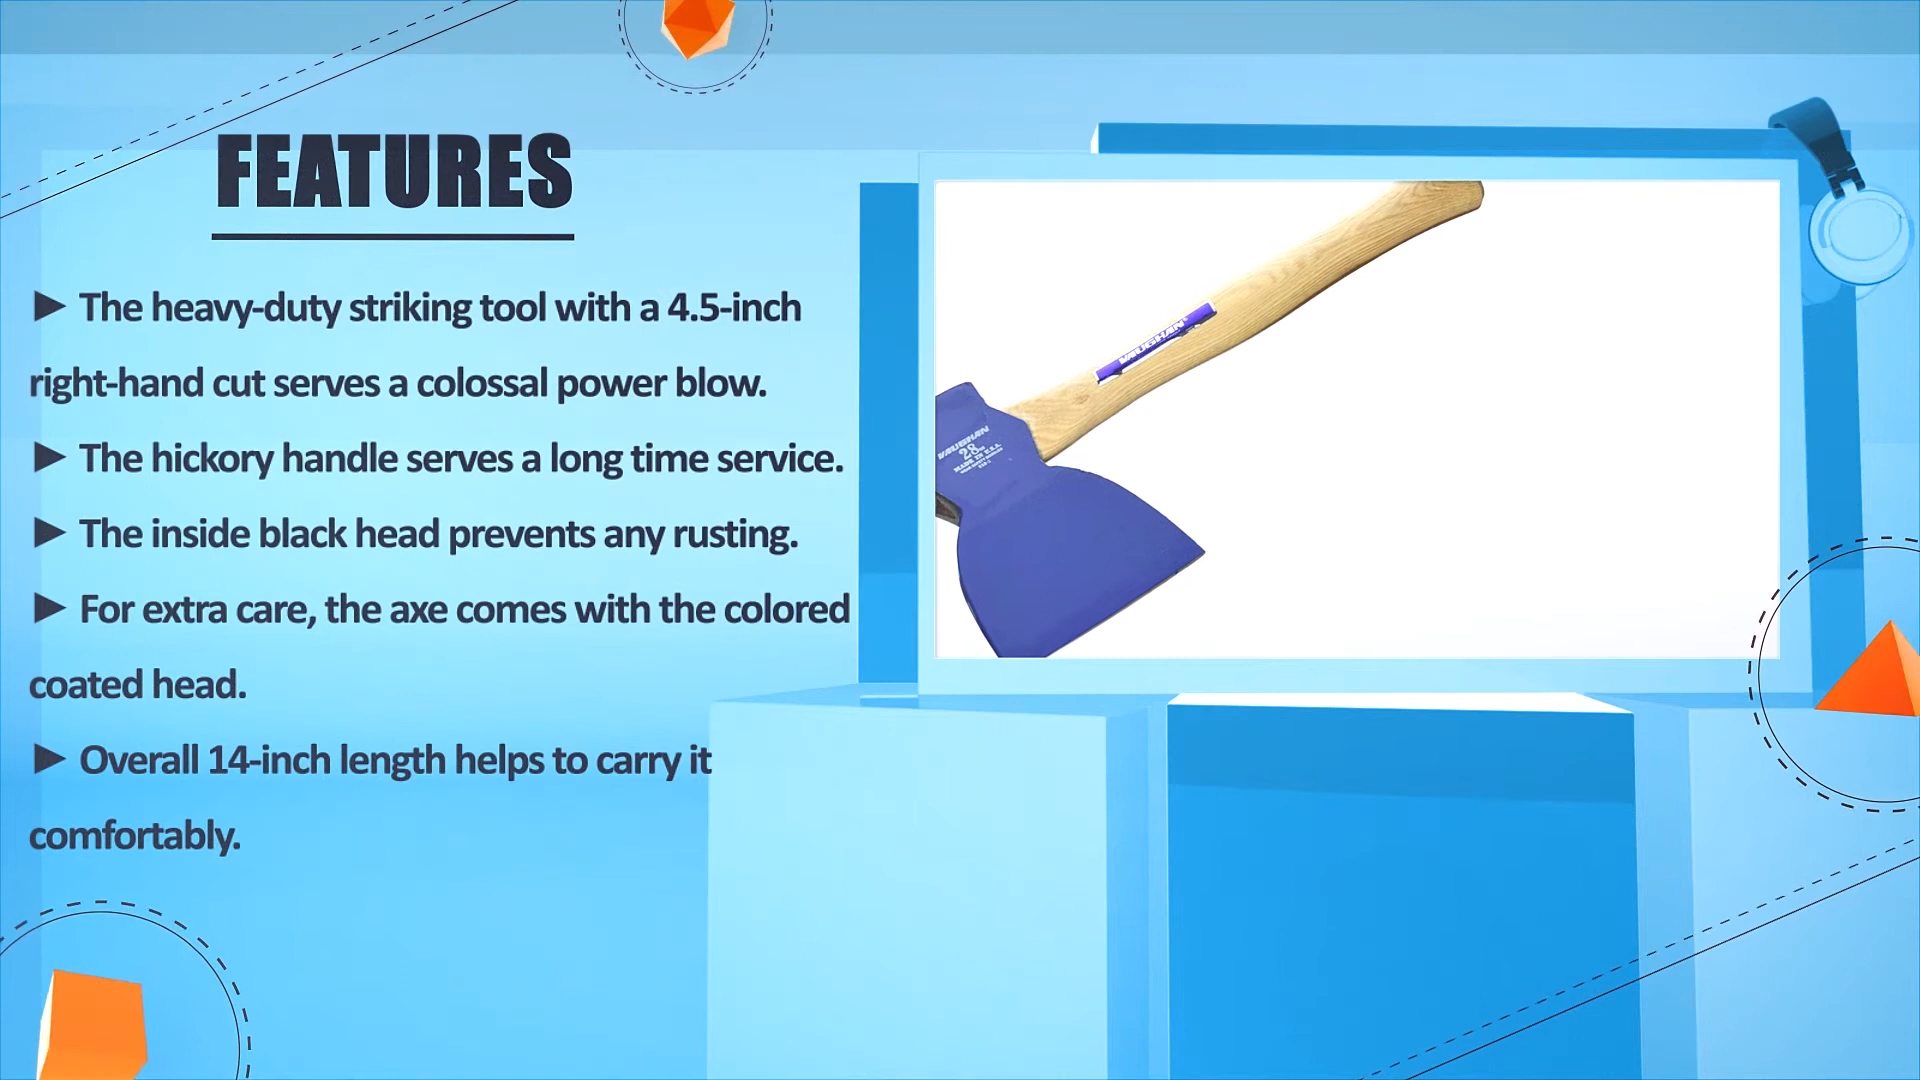 FEATURES
► The heavy-duty striking tool with a 4.5-inch
right-hand cut serves a colossal power blow.
► The hickory handle serves a long time service.
► The inside black head prevents any rusting.
► For extra care, the axe comes with the colored
coated head.
► Overall 14-inch length helps to carry it
comfortably.
VAUGHAN
VAUGHAN
28
MADE IN U.S.A.